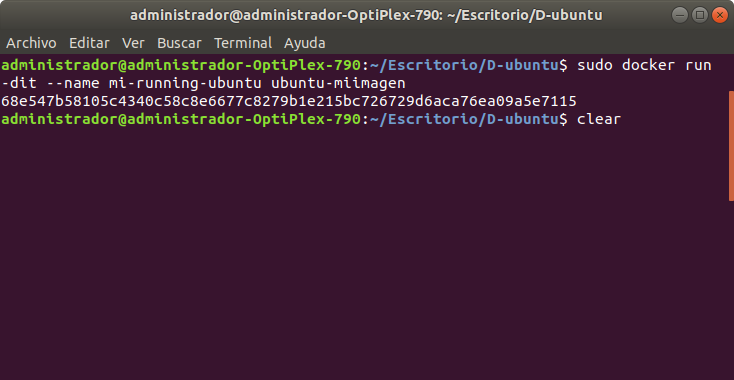 administrador@administrador-OptiPlex-790: ~/Escritorio/D-ubuntu
Archivo Editar Ver Buscar Terminal Ayuda
administrador@administrador-OptiPlex-790:~/Escritorio/D-ubuntu$ sudo docker run
-dit --name mi-running-ubuntu ubuntu-miimagen
68e547b58105c4340c58c8e6677c8279b1e215bc726729d6aca76ea09a5e7115
administrador@administrador-OptiPlex-790:~/Escritorio/D-ubuntu$ clear